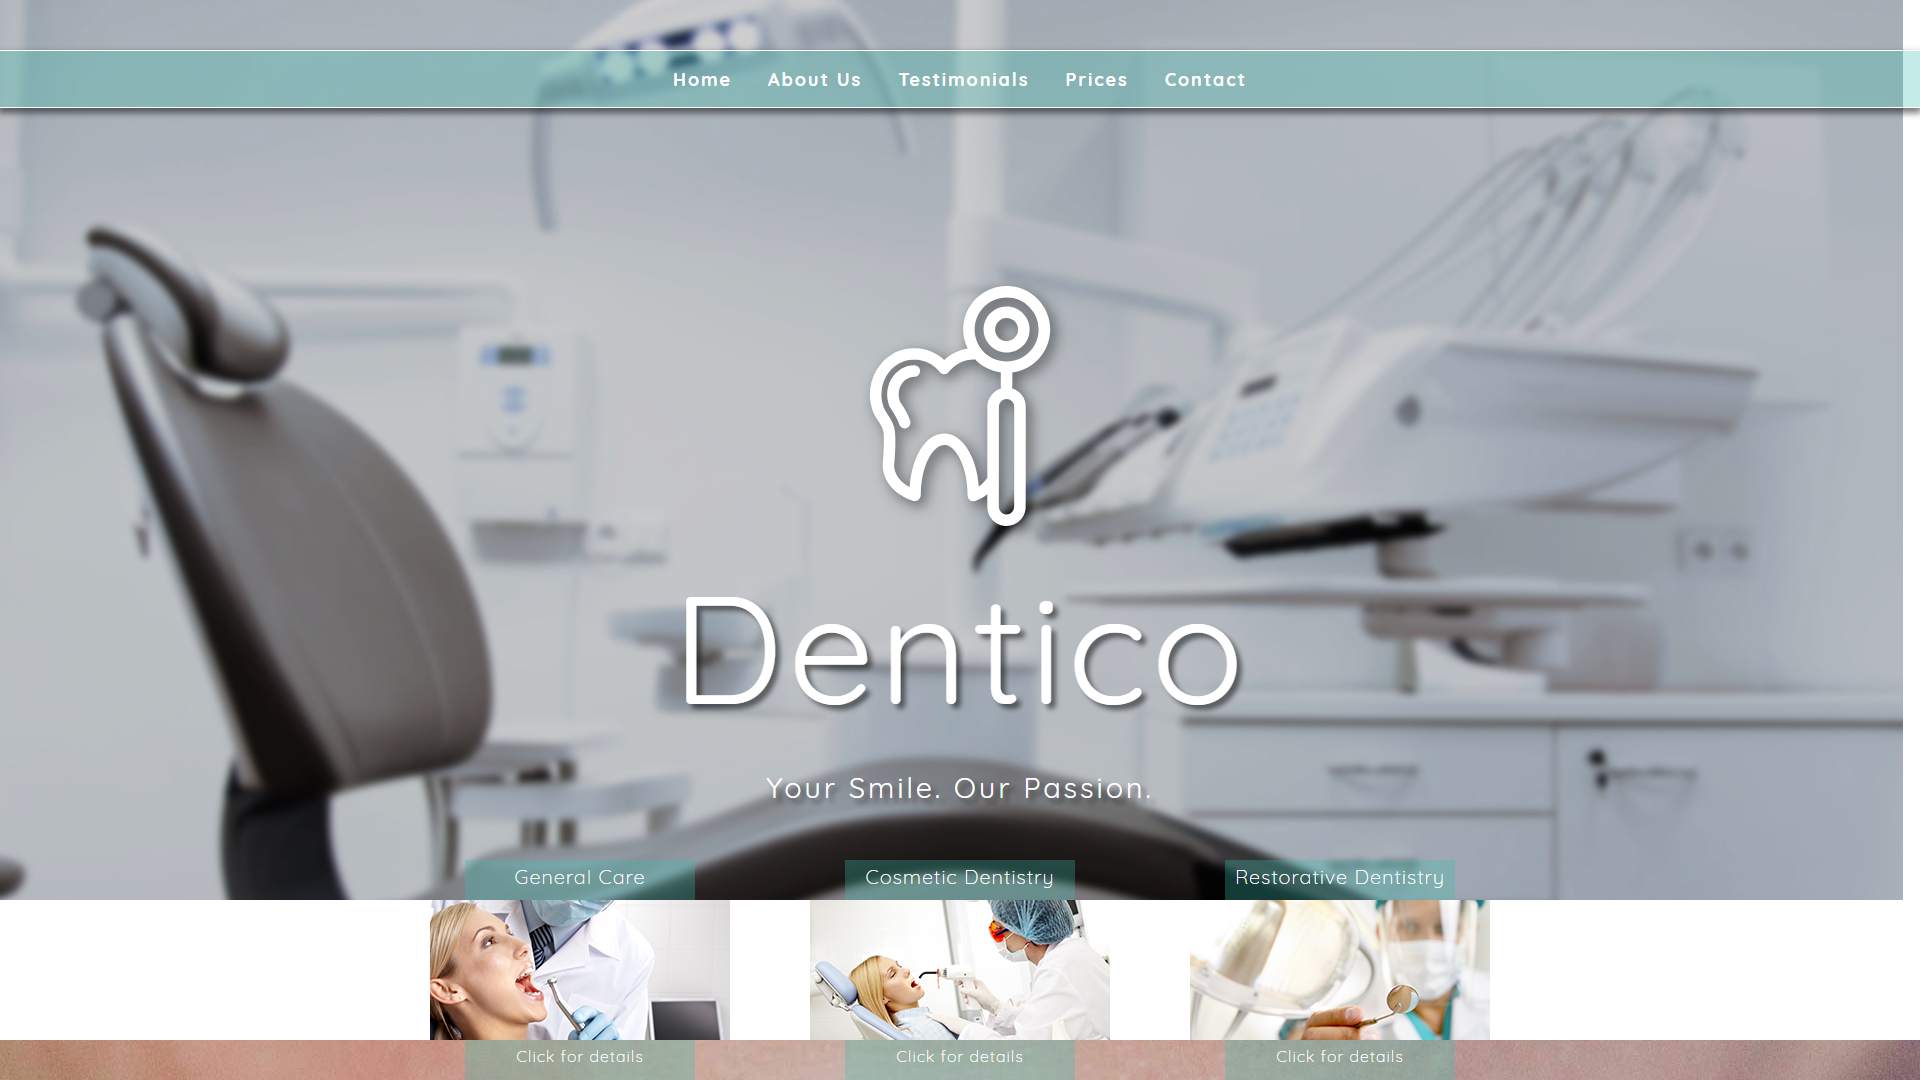 Home About Us Testimonials Prices Contact
Dentico
Your Smile. Our Passion.
General Care Cosmetic Dentistry Restorative Dentistry
Click for details Click for details Click for details